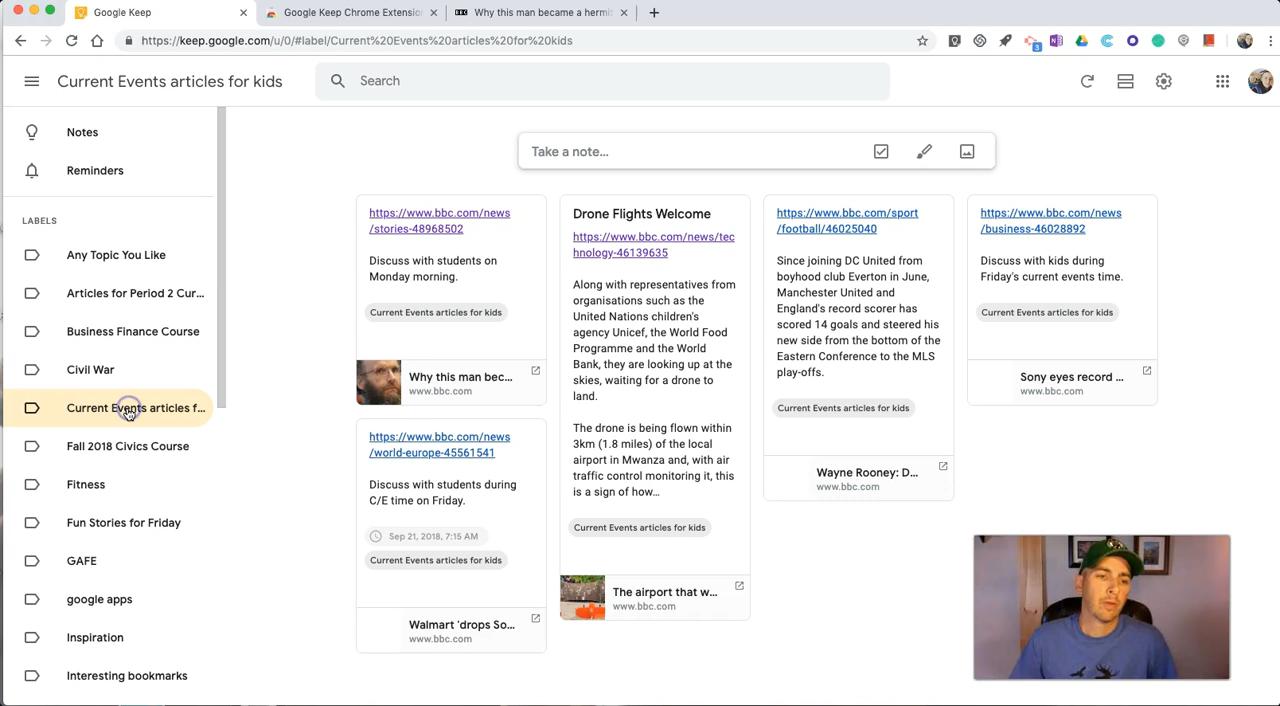 Google Keep
Google Keep Chrome Extension
Why this man became a hermit
https://keep.google.com/u/0/#label/Current%20Events%20articles%20for%20kids
3
Current Events articles for kids
Search
Notes
Reminders
LABELS
Any Topic You Like
Articles for Period 2 Cur...
Business Finance Course
Civil War
Current Events articles f...
Fall 2018 Civics Course
Fitness
Fun Stories for Friday
GAFE
google apps
Inspiration
Interesting bookmarks
Take a note...
https://www.bbc.com/news
/stories-48968502
Discuss with students on
Monday morning.
Current Events articles for kids
Why this man bec...
www.bbc.com
https://www.bbc.com/news
/world-europe-45561541
Discuss with students during
C/E time on Friday.
Sep 21, 2018, 7:15 AM
Current Events articles for kids
Walmart 'drops So...
www.bbc.com
Drone Flights Welcome
https://www.bbc.com/news/tec
hnology-46139635
Along with representatives from
organisations such as the
United Nations children's
agency Unicef, the World Food
Programme and the World
Bank, they are looking up at the
skies, waiting for a drone to
land.
The drone is being flown within
3km (1.8 miles) of the local
airport in Mwanza and, with air
traffic control monitoring it, this
is a sign of how...
Current Events articles for kids
The airport that w...
www.bbc.com
https://www.bbc.com/sport
/football/46025040
Since joining DC United from
boyhood club Everton in June,
Manchester United and
England's record scorer has
scored 14 goals and steered his
new side from the bottom of the
Eastern Conference to the MLS
play-offs.
Current Events articles for kids
Wayne Rooney: D...
www.bbc.com
https://www.bbc.com/news
/business-46028892
Discuss with kids during
Friday's current events time.
Current Events articles for kids
Sony eyes record ...
www.bbc.com